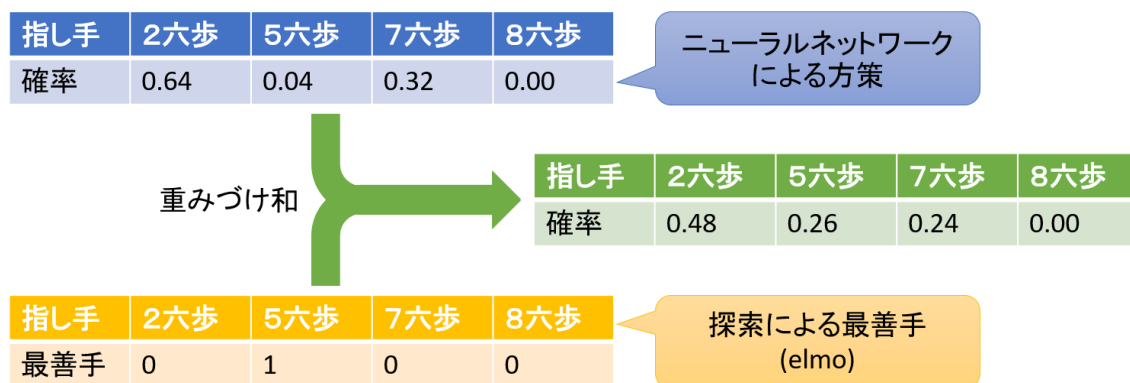 指し手 2六歩 5六歩 7六歩 8六歩
確率 0.64 0.04 0.32 0.00
ニューラルネットワーク
による方策
重みづけ和
指し手 2六歩 5六歩 7六歩 8六歩
確率 0.48 0.26 0.24 0.00
指し手 2六歩 5六歩 7六歩 8六歩
最善手 0 1 0 0
探索による最善手
(elmo)